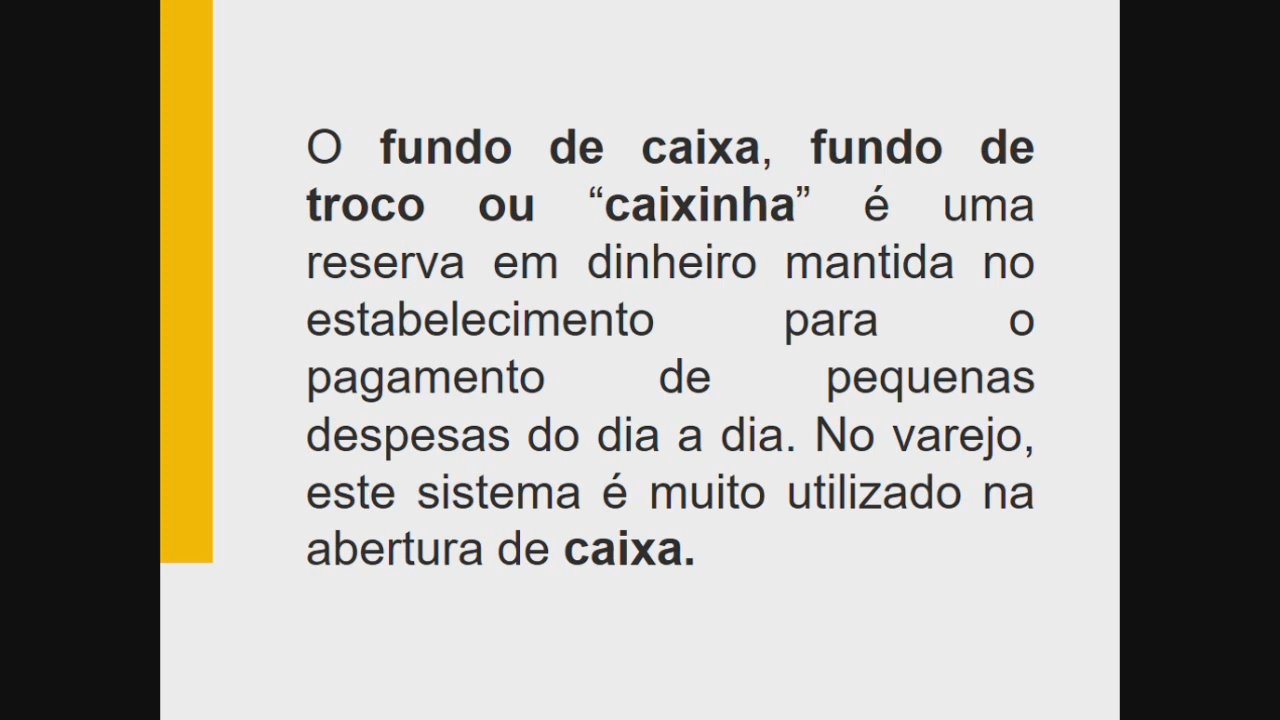 O fundo de caixa, fundo de
troco ou “caixinha” é uma
reserva em dinheiro mantida no
estabelecimento para o
pagamento de pequenas
despesas do dia a dia. No varejo,
este sistema é muito utilizado na
abertura de caixa.